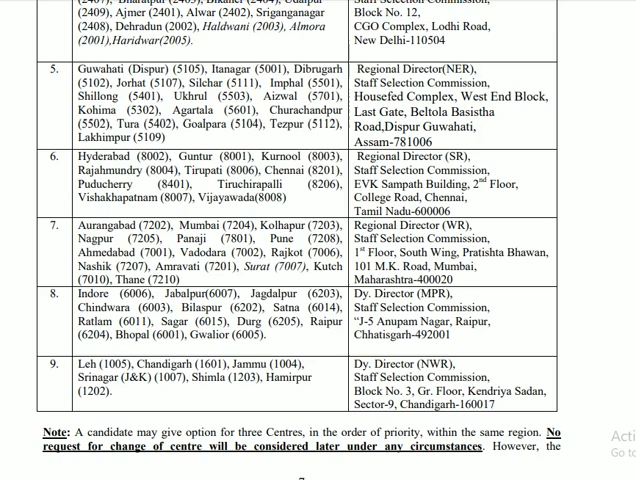 (2409), Ajmer (2401), Alwar (2402), Sriganganagar
(2408), Dehradun (2002), Haldwani (2003), Almora
(2001),Haridwar(2005).
Block No. 12,
CGO Complex, Lodhi Road,
New Delhi-110504
5.
Guwahati (Dispur) (5105), Itanagar (5001), Dibrugarh
(5102), Jorhat (5107), Silchar (5111), Imphal (5501),
Shillong (5401), Ukhrul (5503), Aizwal (5701),
Kohima (5302), Agartala (5601), Churachandpur
(5502), Tura (5402), Goalpara (5104), Tezpur (5112),
Lakhimpur (5109)
Regional Director(NER),
Staff Selection Commission,
Housefed Complex, West End Block,
Last Gate, Beltola Basistha
Road,Dispur Guwahati,
Assam-781006
6.
Hyderabad (8002), Guntur (8001), Kurnool (8003),
Rajahmundry (8004), Tirupati (8006), Chennai (8201),
Puducherry (8401), Tiruchirapalli (8206),
Vishakhapatnam (8007), Vijayawada(8008)
Regional Director (SR),
Staff Selection Commission,
EVK Sampath Building, 2nd Floor,
College Road, Chennai,
Tamil Nadu-600006
7.
Aurangabad (7202), Mumbai (7204), Kolhapur (7203),
Nagpur (7205), Panaji (7801), Pune (7208),
Ahmedabad (7001), Vadodara (7002), Rajkot (7006),
Nashik (7207), Amravati (7201), Surat (7007), Kutch
(7010), Thane (7210)
Regional Director (WR),
Staff Selection Commission,
1st Floor, South Wing, Pratishta Bhawan,
101 M.K. Road, Mumbai,
Maharashtra-400020
8.
Indore (6006), Jabalpur(6007), Jagdalpur (6203),
Chindwara (6003), Bilaspur (6202), Satna (6014),
Ratlam (6011), Sagar (6015), Durg (6205), Raipur
(6204), Bhopal (6001), Gwalior (6005).
Dy. Director (MPR),
Staff Selection Commission,
“J-5 Anupam Nagar, Raipur,
Chhatisgarh-492001
9.
Leh (1005), Chandigarh (1601), Jammu (1004),
Srinagar (J&K) (1007), Shimla (1203), Hamirpur
(1202).
Dy. Director (NWR),
Staff Selection Commission,
Block No. 3, Gr. Floor, Kendriya Sadan,
Sector-9, Chandigarh-160017
Note: A candidate may give option for three Centres, in the order of priority, within the same region. No
request for change of centre will be considered later under any circumstances. However, the
Acti
Go to